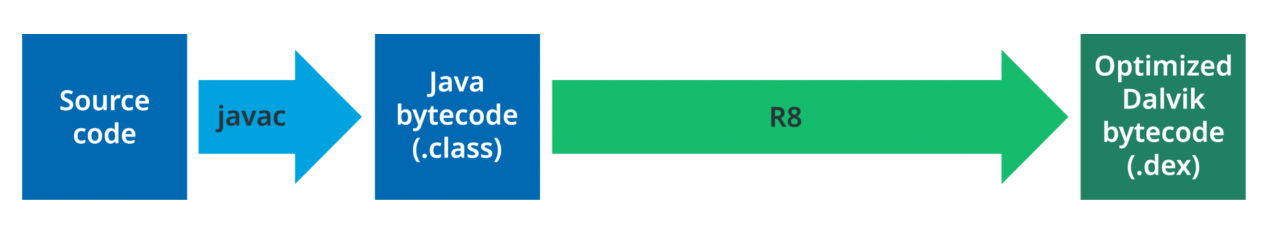 Source
code
javac
Java
bytecode
(.class)
R8
Optimized
Dalvik
bytecode
(.dex)